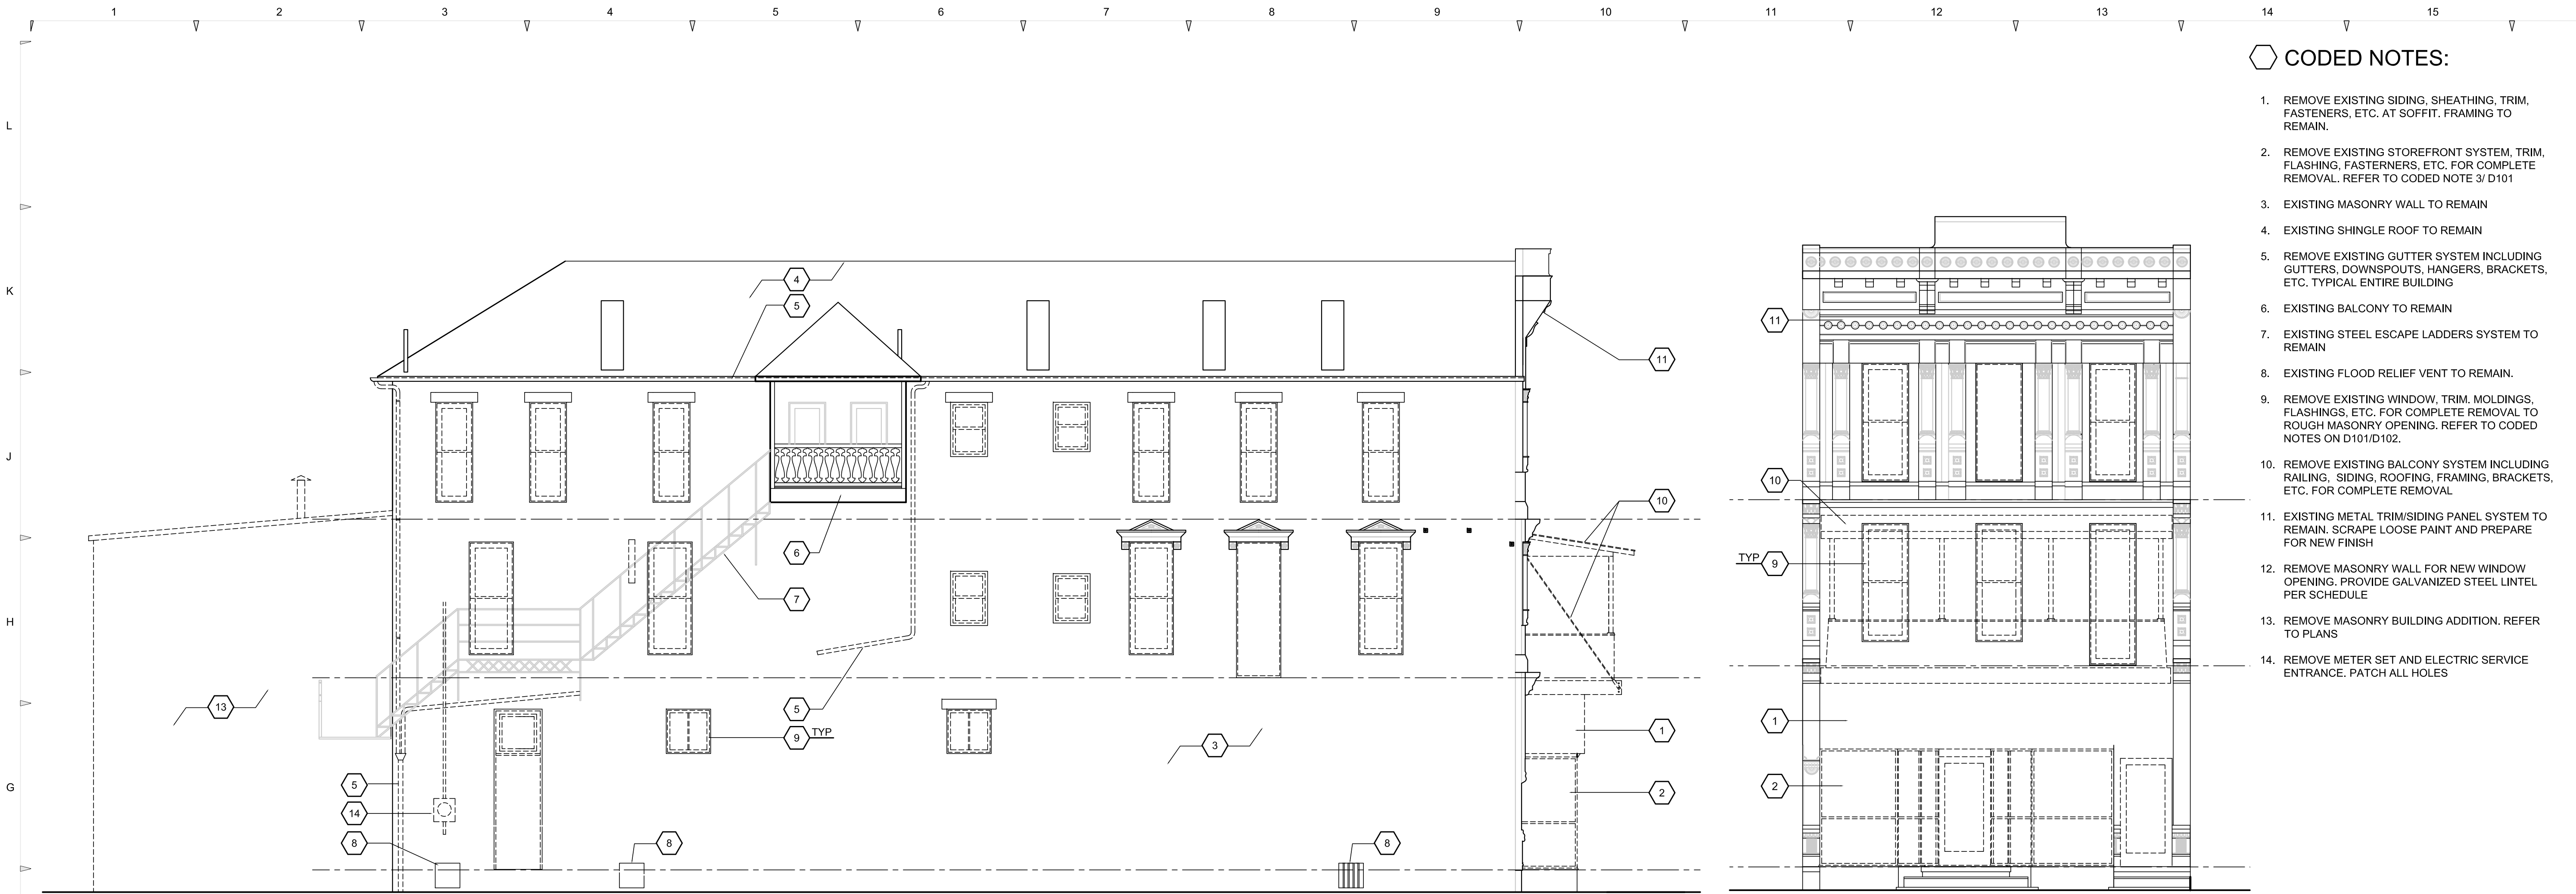 1 2 3 4 5 6 7 8 9 10 11 12 13 14 15
L
K
J
H
G
CODED NOTES:
1. REMOVE EXISTING SIDING, SHEATHING, TRIM,
FASTENERS, ETC. AT SOFFIT. FRAMING TO
REMAIN.
2. REMOVE EXISTING STOREFRONT SYSTEM, TRIM,
FLASHING, FASTERNERS, ETC. FOR COMPLETE
REMOVAL. REFER TO CODED NOTE 3/ D101
3. EXISTING MASONRY WALL TO REMAIN
4. EXISTING SHINGLE ROOF TO REMAIN
5. REMOVE EXISTING GUTTER SYSTEM INCLUDING
GUTTERS, DOWNSPOUTS, HANGERS, BRACKETS,
ETC. TYPICAL ENTIRE BUILDING
6. EXISTING BALCONY TO REMAIN
7. EXISTING STEEL ESCAPE LADDERS SYSTEM TO
REMAIN
8. EXISTING FLOOD RELIEF VENT TO REMAIN.
9. REMOVE EXISTING WINDOW, TRIM. MOLDINGS,
FLASHINGS, ETC. FOR COMPLETE REMOVAL TO
ROUGH MASONRY OPENING. REFER TO CODED
NOTES ON D101/D102.
10. REMOVE EXISTING BALCONY SYSTEM INCLUDING
RAILING, SIDING, ROOFING, FRAMING, BRACKETS,
ETC. FOR COMPLETE REMOVAL
11. EXISTING METAL TRIM/SIDING PANEL SYSTEM TO
REMAIN. SCRAPE LOOSE PAINT AND PREPARE
FOR NEW FINISH
12. REMOVE MASONRY WALL FOR NEW WINDOW
OPENING. PROVIDE GALVANIZED STEEL LINTEL
PER SCHEDULE
13. REMOVE MASONRY BUILDING ADDITION. REFER
TO PLANS
14. REMOVE METER SET AND ELECTRIC SERVICE
ENTRANCE. PATCH ALL HOLES
4
5
11
10
6
7
13
5
9 TYP
3
1
2
5
14
8
8
8
11
10
TYP 9
1
2